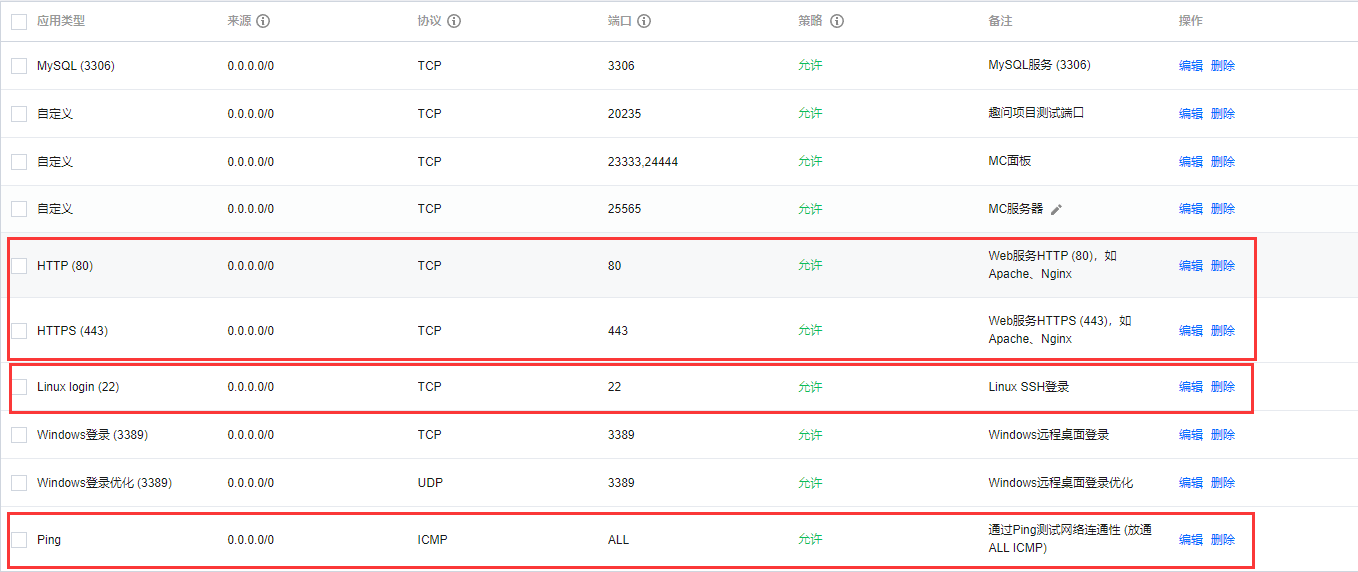 应用类型 来源 协议 端口 策略 备注 操作
MySQL (3306) 0.0.0.0/0 TCP 3306 允许 MySQL服务 (3306) 编辑 删除
自定义 0.0.0.0/0 TCP 20235 允许 趣问项目测试端口 编辑 删除
自定义 0.0.0.0/0 TCP 23333,24444 允许 MC面板 编辑 删除
自定义 0.0.0.0/0 TCP 25565 允许 MC服务器 编辑 删除
HTTP (80) 0.0.0.0/0 TCP 80 允许 Web服务HTTP (80)，如 编辑 删除
Apache、Nginx
HTTPS (443) 0.0.0.0/0 TCP 443 允许 Web服务HTTPS (443)，如 编辑 删除
Apache、Nginx
Linux login (22) 0.0.0.0/0 TCP 22 允许 Linux SSH登录 编辑 删除
Windows登录 (3389) 0.0.0.0/0 TCP 3389 允许 Windows远程桌面登录 编辑 删除
Windows登录优化 (3389) 0.0.0.0/0 UDP 3389 允许 Windows远程桌面登录优化 编辑 删除
Ping 0.0.0.0/0 ICMP ALL 允许 通过Ping测试网络连通性 (放通 编辑 删除
ALL ICMP)